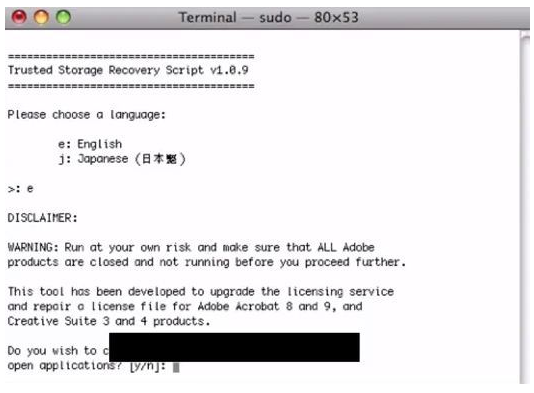 Terminal — sudo — 80×53
=======================================
Trusted Storage Recovery Script v1.0.9
=======================================
Please choose a language:
e: English
j: Japanese (日本
>: e
DISCLAIMER:
WARNING: Run at your own risk and make sure that ALL Adobe
products are closed and not running before you proceed further.
This tool has been developed to upgrade the licensing service
and repair a license file for Adobe Acrobat 8 and 9, and
Creative Suite 3 and 4 products.
Do you wish to
open applications? [y/n]: